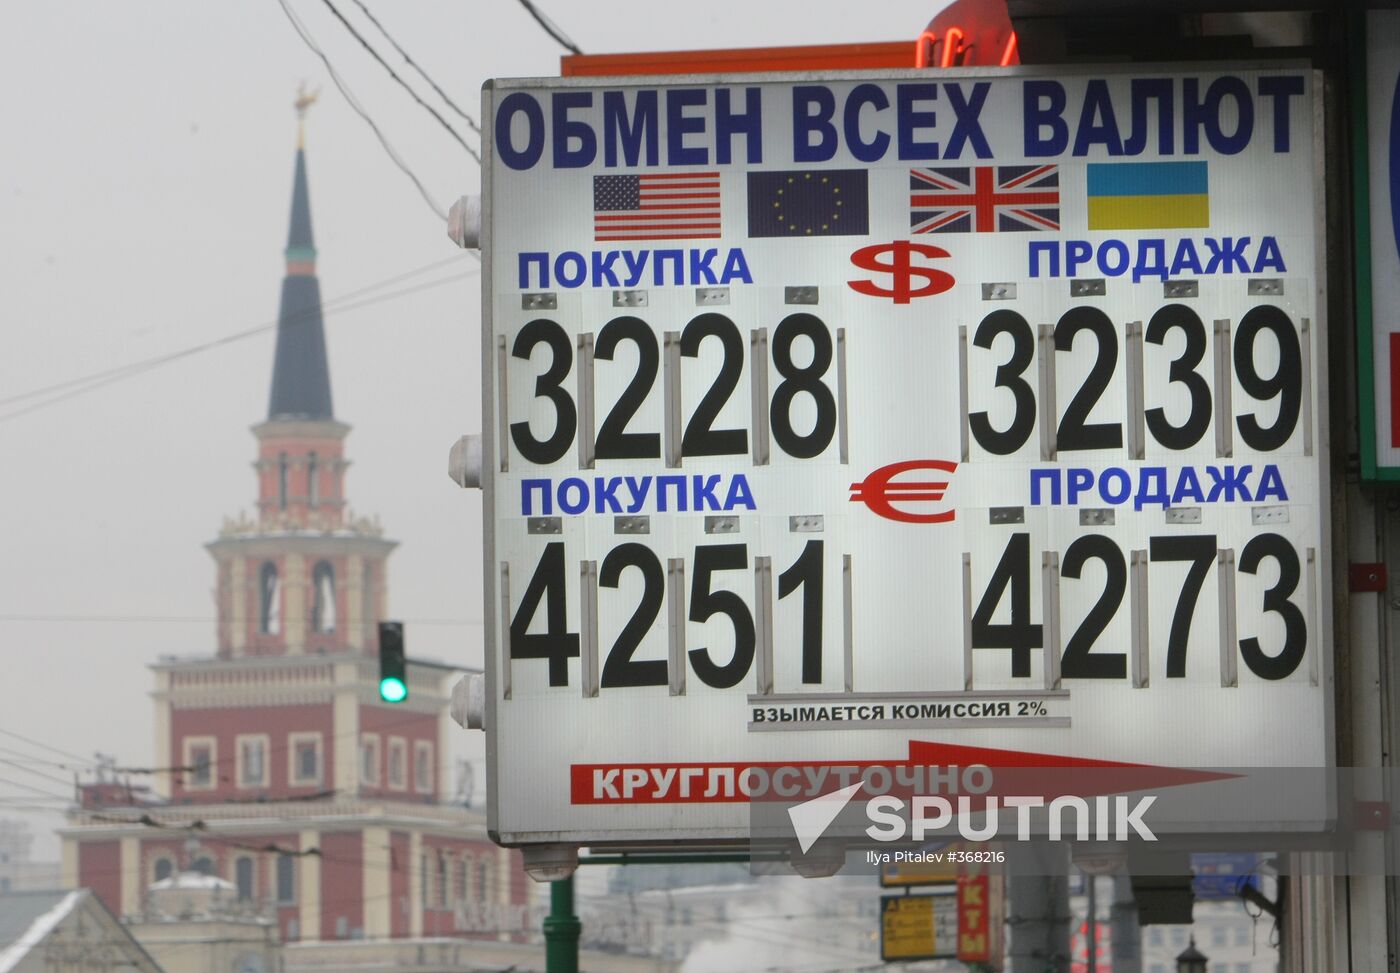 ОБМЕН ВСЕХ ВАЛЮТ
ПОКУПКА $ ПРОДАЖА
3228 3239
ПОКУПКА € ПРОДАЖА
4251 4273
ВЗЫМАЕТСЯ КОМИССИЯ 2%
КРУГЛОСУТОЧНО
SPUTNIK
Ilya Pitalev #368216